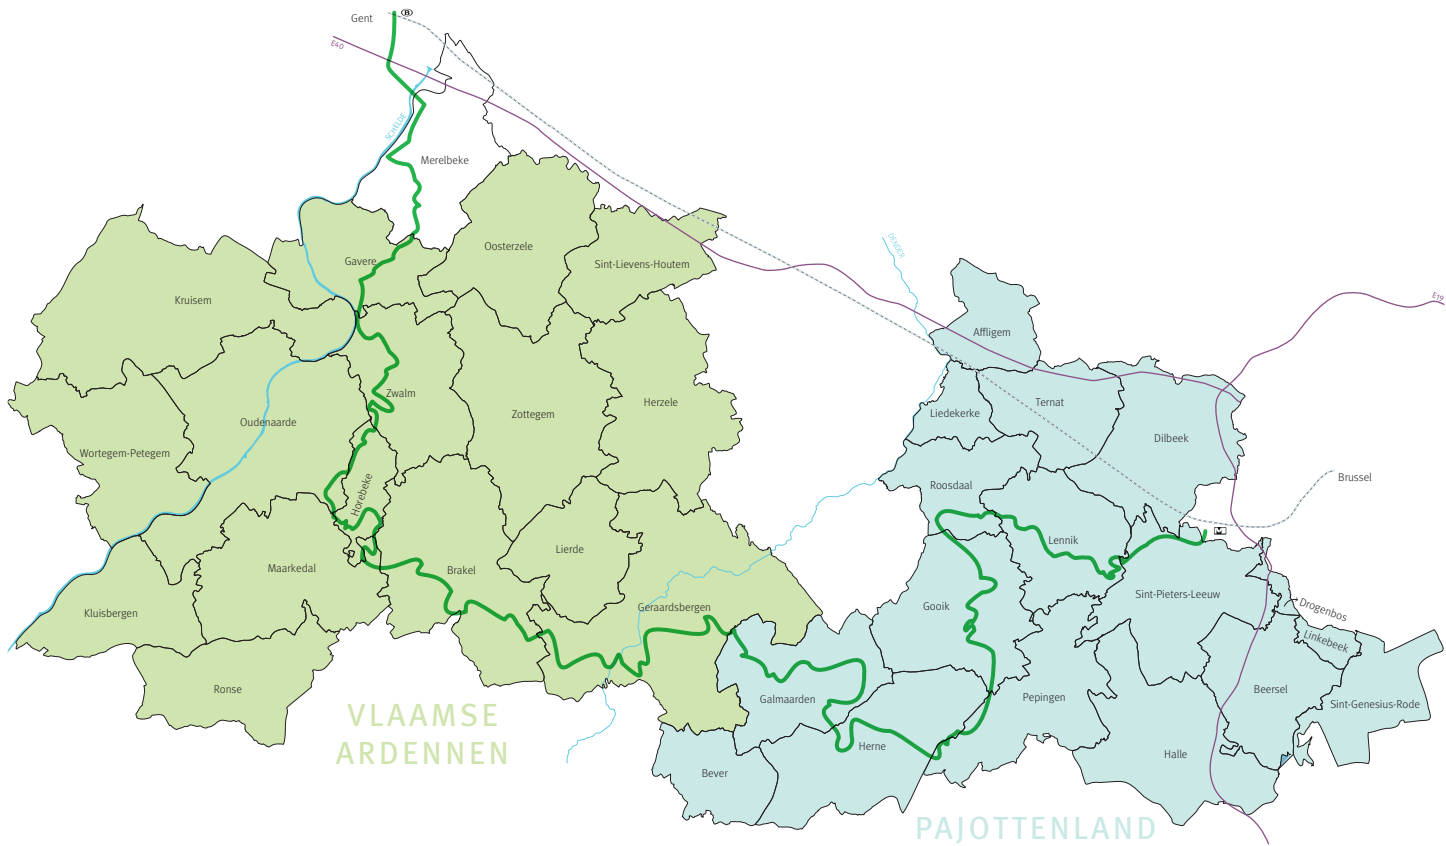 Gent
B
E40
SCHELDE
Merelbeke
Oosterzele
DENDER
Gavere
Sint-Lievens-Houtem
Kruisem
E19
Affligem
Zwalm
Herzele
Ternat
Liedekerke
Zottegem
Oudenaarde
Dilbeek
Wortegem-Petegem
Brussel
Roosdaal
Horebeke
Lennik
Lierde
Maarkedal
Brakel
Sint-Pieters-Leeuw
Geraardsbergen
Gooik
Drogenbos
Kluisbergen
Linkebeek
Ronse
Beersel
Galmaarden
Pepingen
Sint-Genesius-Rode
VLAAMSE
ARDENNEN
Herne
Halle
Bever
PAJOTTENLAND